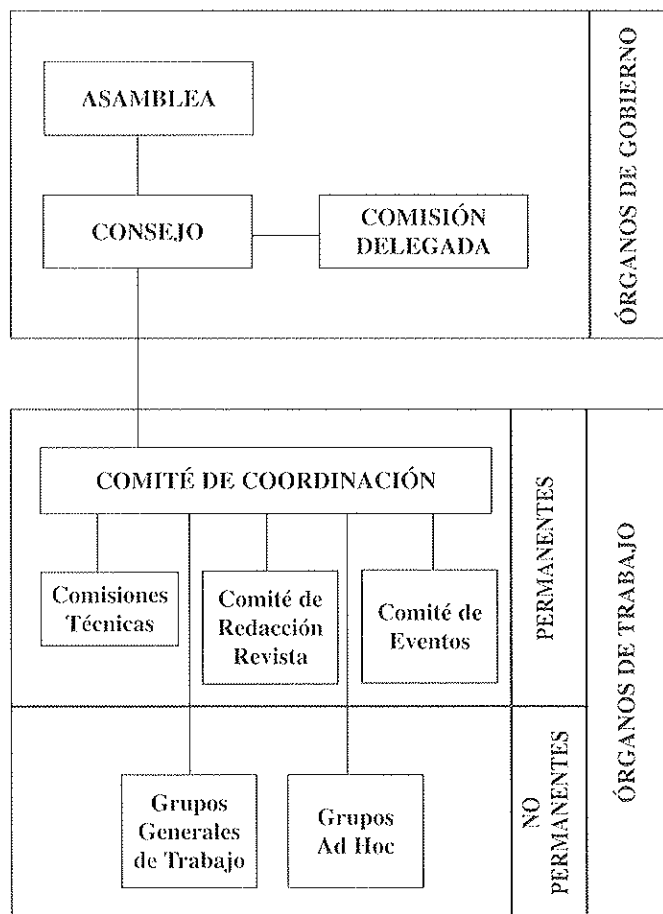 ASAMBLEA
CONSEJO
COMISIÓN
DELEGADA
ÓRGANOS DE GOBIERNO
COMITÉ DE COORDINACIÓN
Comisiones
Técnicas
Comité de
Redacción
Revista
Comité de
Eventos
PERMANENTES
Grupos
Generales
de Trabajo
Grupos
Ad Hoc
NO
PERMANENTES
ÓRGANOS DE TRABAJO